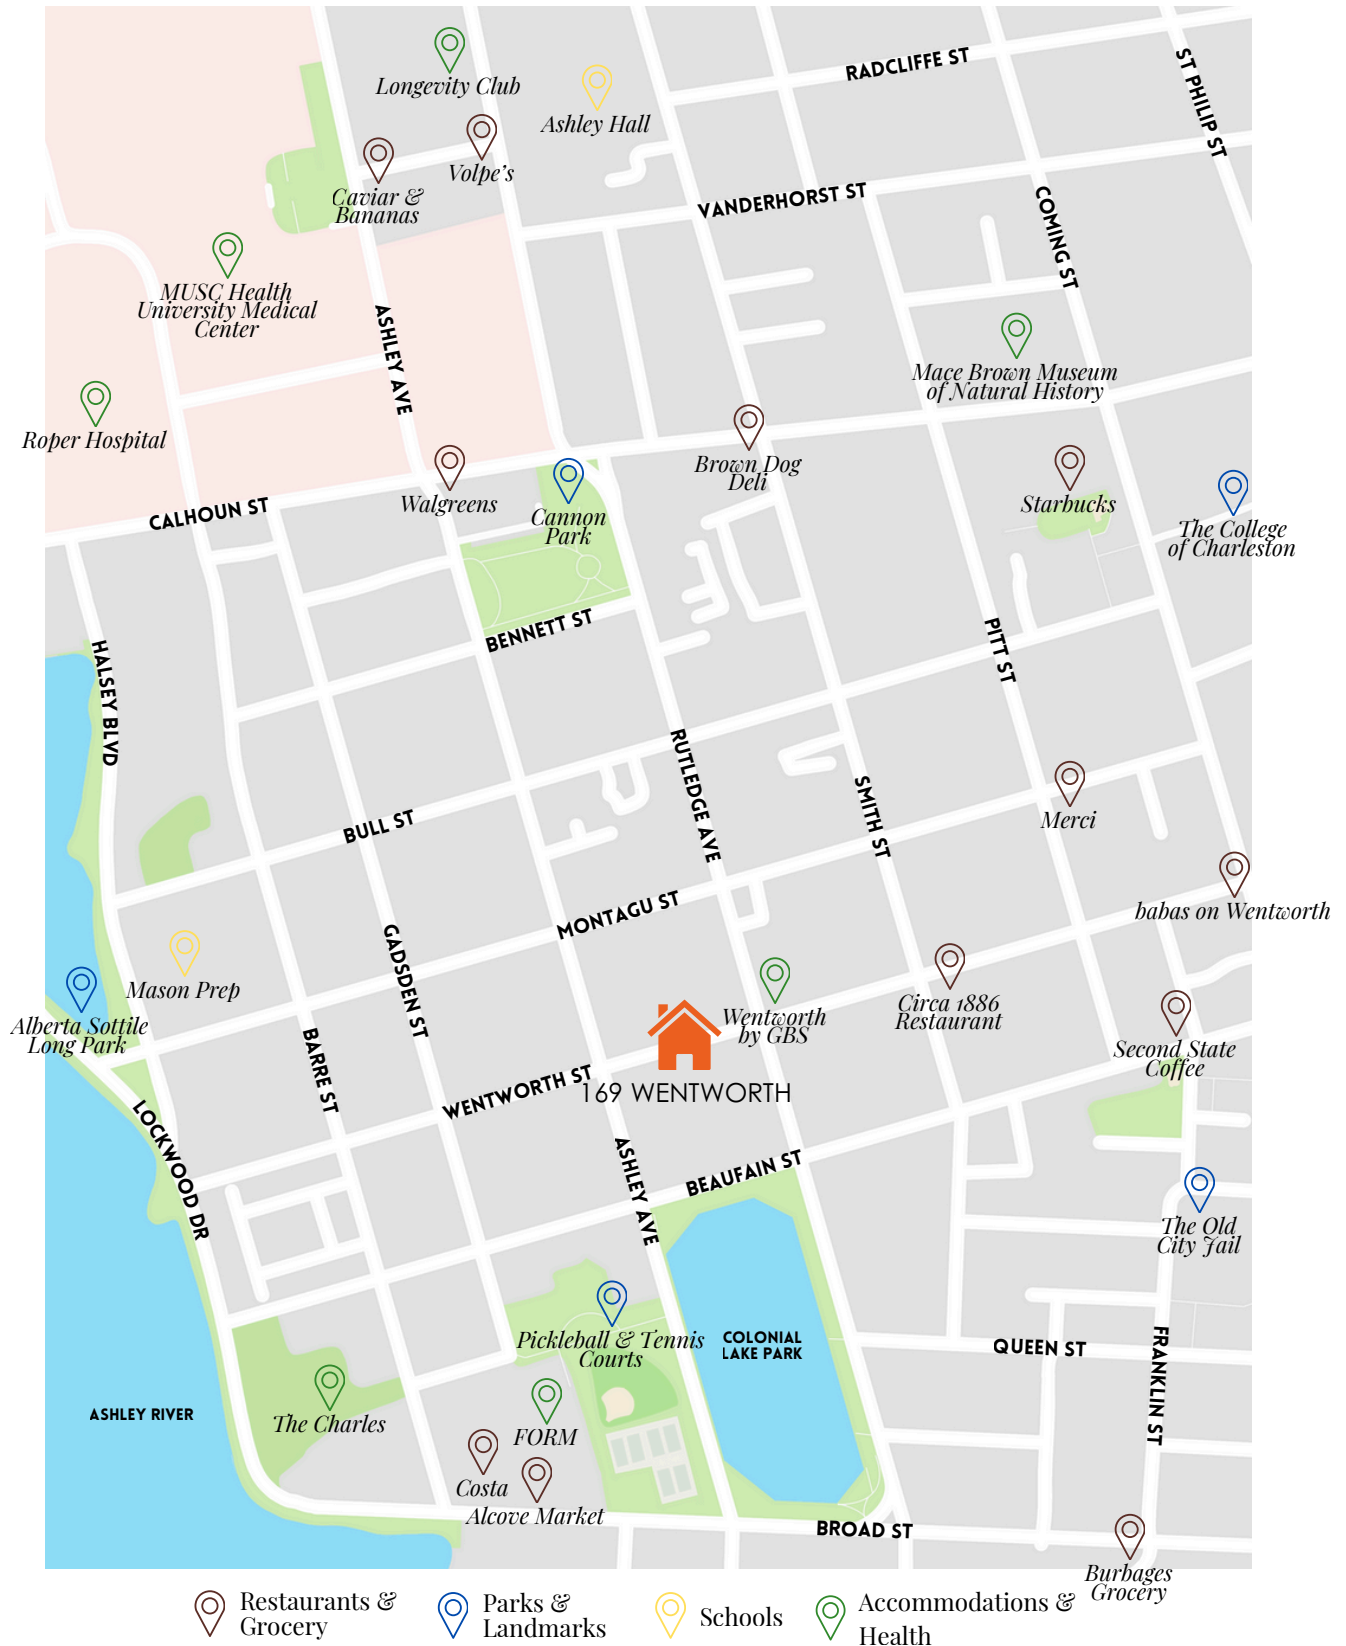 RADCLIFFE ST
ST PHILIP ST
Longevity Club
Ashley Hall
Volpe's
Caviar &
Bananas
VANDERHORST ST
COMING ST
MUSC Health
University Medical
Center
ASHLEY AVE
Mace Brown Museum
of Natural History
Roper Hospital
Brown Dog
Deli
Walgreens
Starbucks
CALHOUN ST
Cannon
Park
The College
of Charleston
BENNETT ST
PITT ST
HALSEY BLVD
RUTLEDGE AVE
SMITH ST
BULL ST
Merci
MONTAGU ST
babas on Wentworth
GADSDEN ST
Mason Prep
Circa 1886
Restaurant
Wentworth
by GBS
Alberta Sottile
Long Park
BARRE ST
Second State
Coffee
WENTWORTH ST
169 WENTWORTH
LOCKWOOD DR
ASHLEY AVE
BEAUFAIN ST
The Old
City Jail
Pickleball & Tennis
Courts
COLONIAL
LAKE PARK
QUEEN ST
FRANKLIN ST
ASHLEY RIVER
The Charles
FORM
Costa
Alcove Market
BROAD ST
Burbages
Grocery
Restaurants &
Grocery
Parks &
Landmarks
Schools
Accommodations &
Health